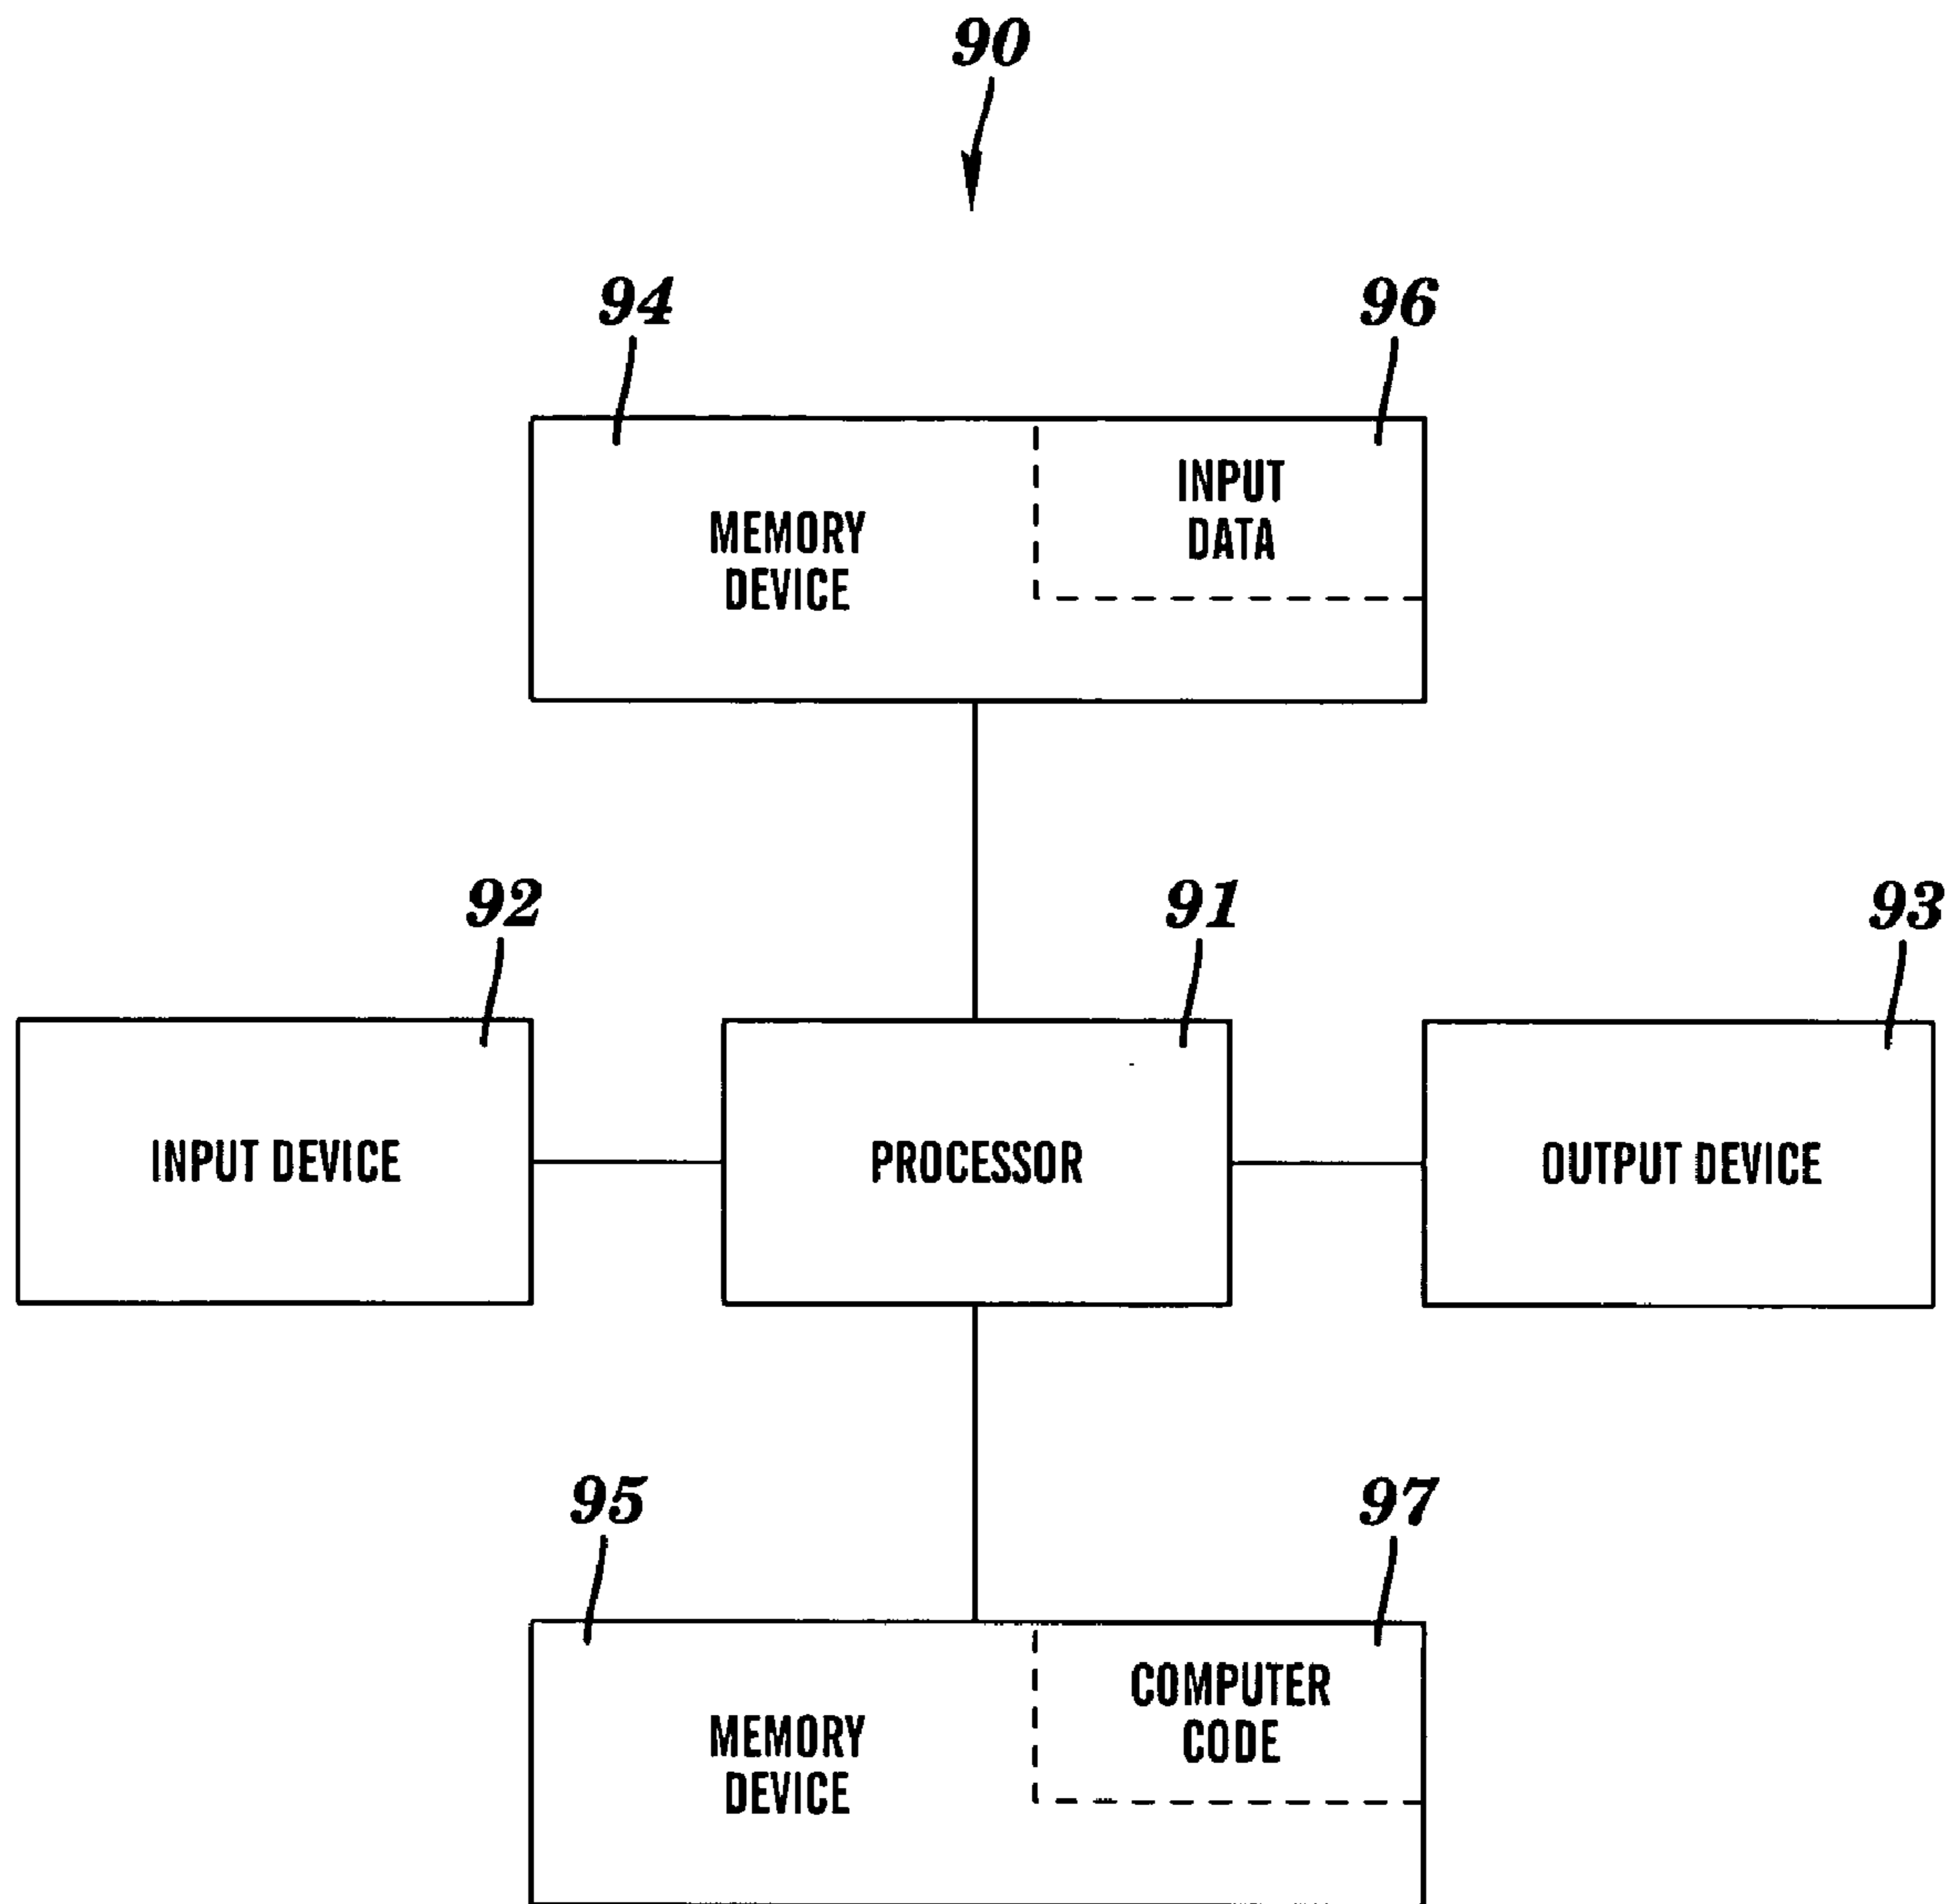 90
94
96
MEMORY
DEVICE
INPUT
DATA
92
91
93
INPUT DEVICE
PROCESSOR
OUTPUT DEVICE
95
97
MEMORY
DEVICE
COMPUTER
CODE